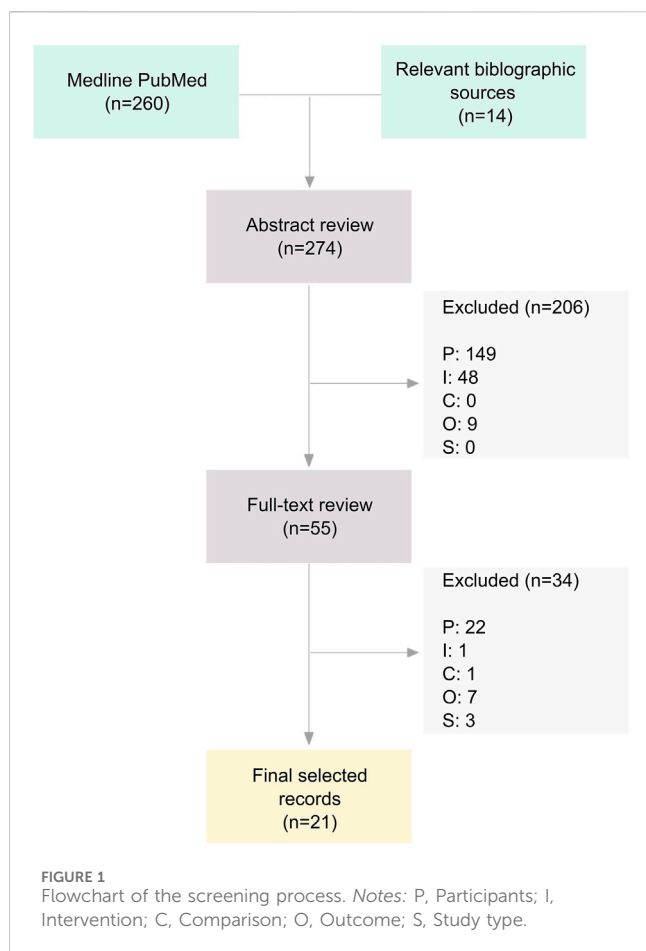 Medline PubMed
(n=260)
Relevant biblographic
sources
(n=14)
Abstract review
(n=274)
Excluded (n=206)
P: 149
I: 48
C: 0
O: 9
S: 0
Full-text review
(n=55)
Excluded (n=34)
P: 22
I: 1
C: 1
O: 7
S: 3
Final selected
records
(n=21)
FIGURE 1
Flowchart of the screening process. Notes: P, Participants; I,
Intervention; C, Comparison; O, Outcome; S, Study type.